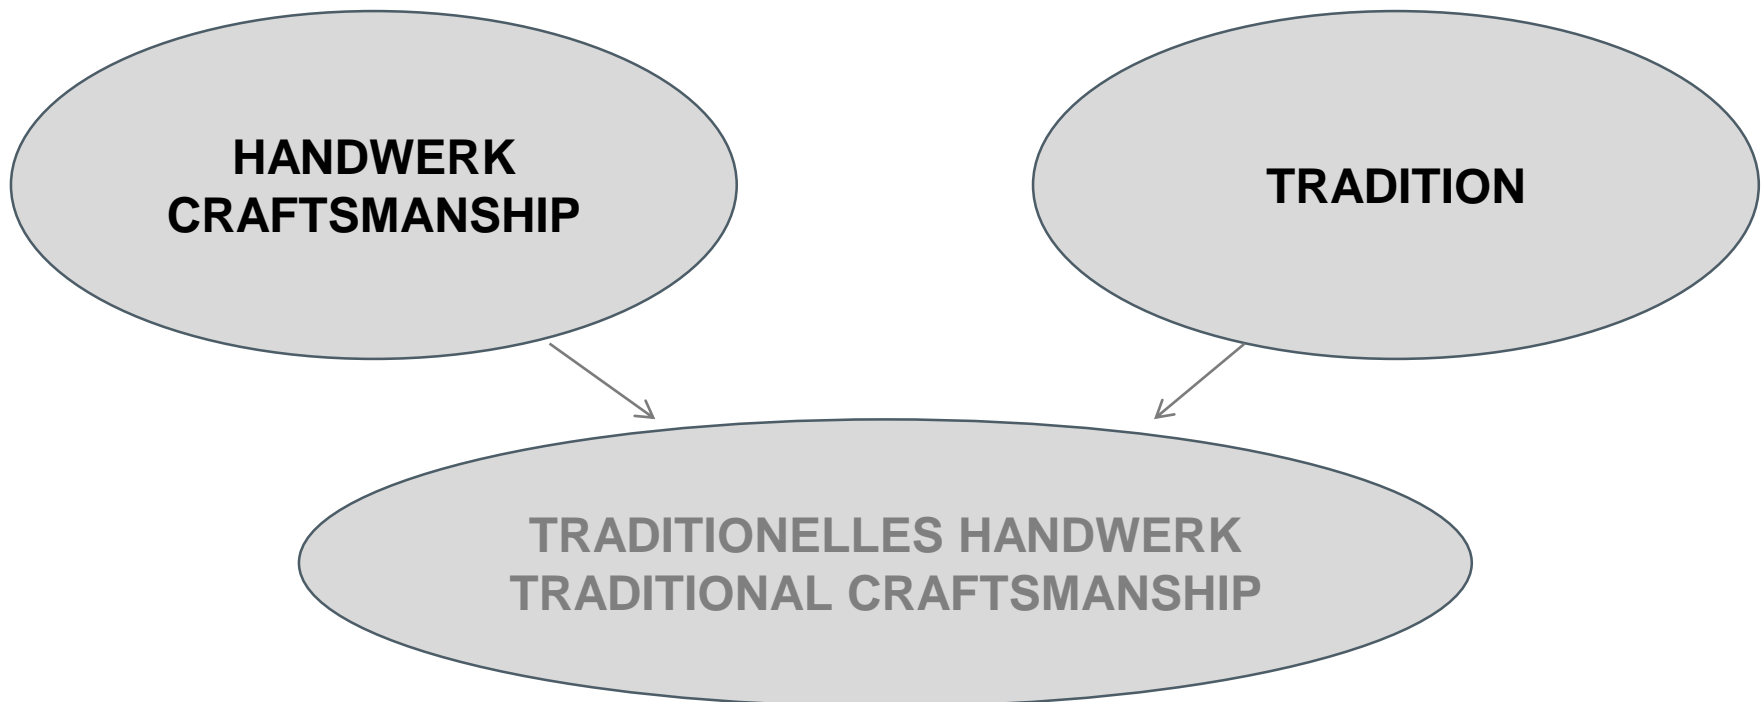 HANDWERK
CRAFTSMANSHIP
TRADITION
TRADITIONELLES HANDWERK
TRADITIONAL CRAFTSMANSHIP